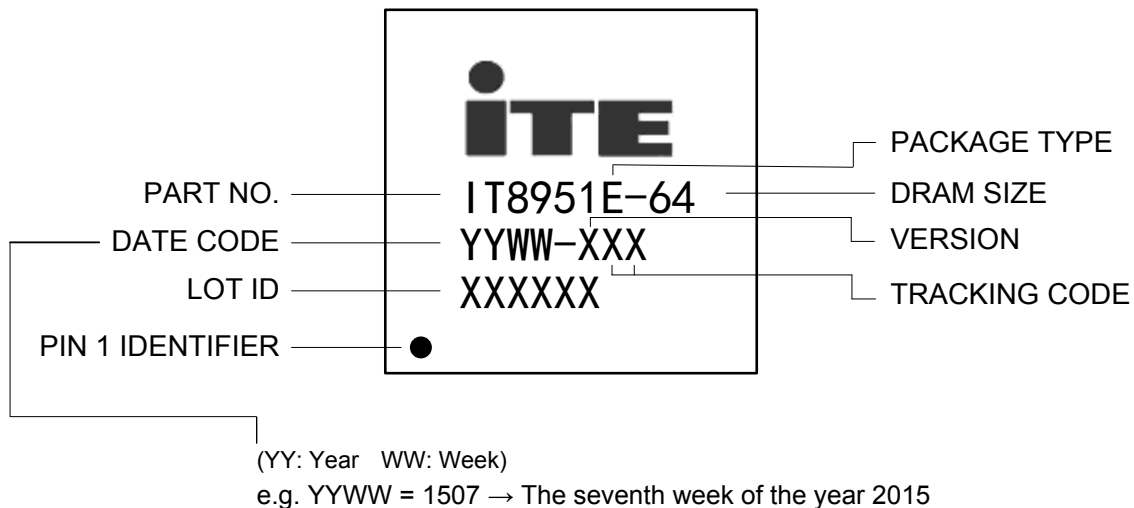 iTE
PACKAGE TYPE
PART NO.
IT8951E-64
DRAM SIZE
DATE CODE
YYWW-XXX
VERSION
LOT ID
XXXXXX
TRACKING CODE
PIN 1 IDENTIFIER
(YY: Year WW: Week)
e.g. YYWW = 1507 → The seventh week of the year 2015